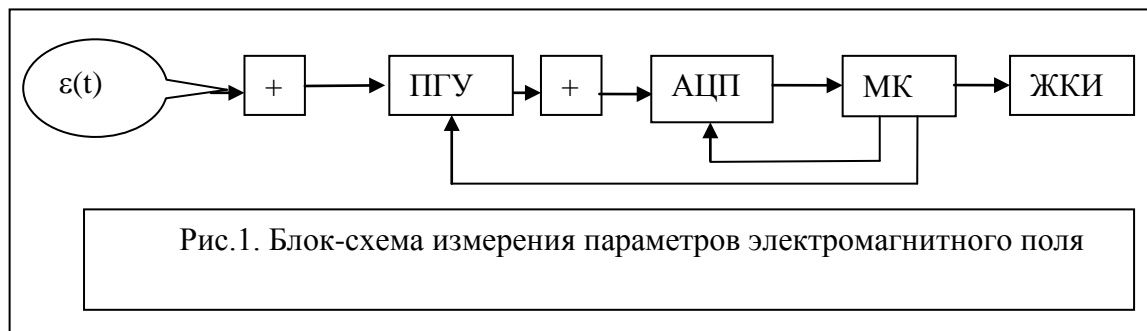 ε(t) + ПГУ + АЦП МК ЖКИ
Рис.1. Блок-схема измерения параметров электромагнитного поля